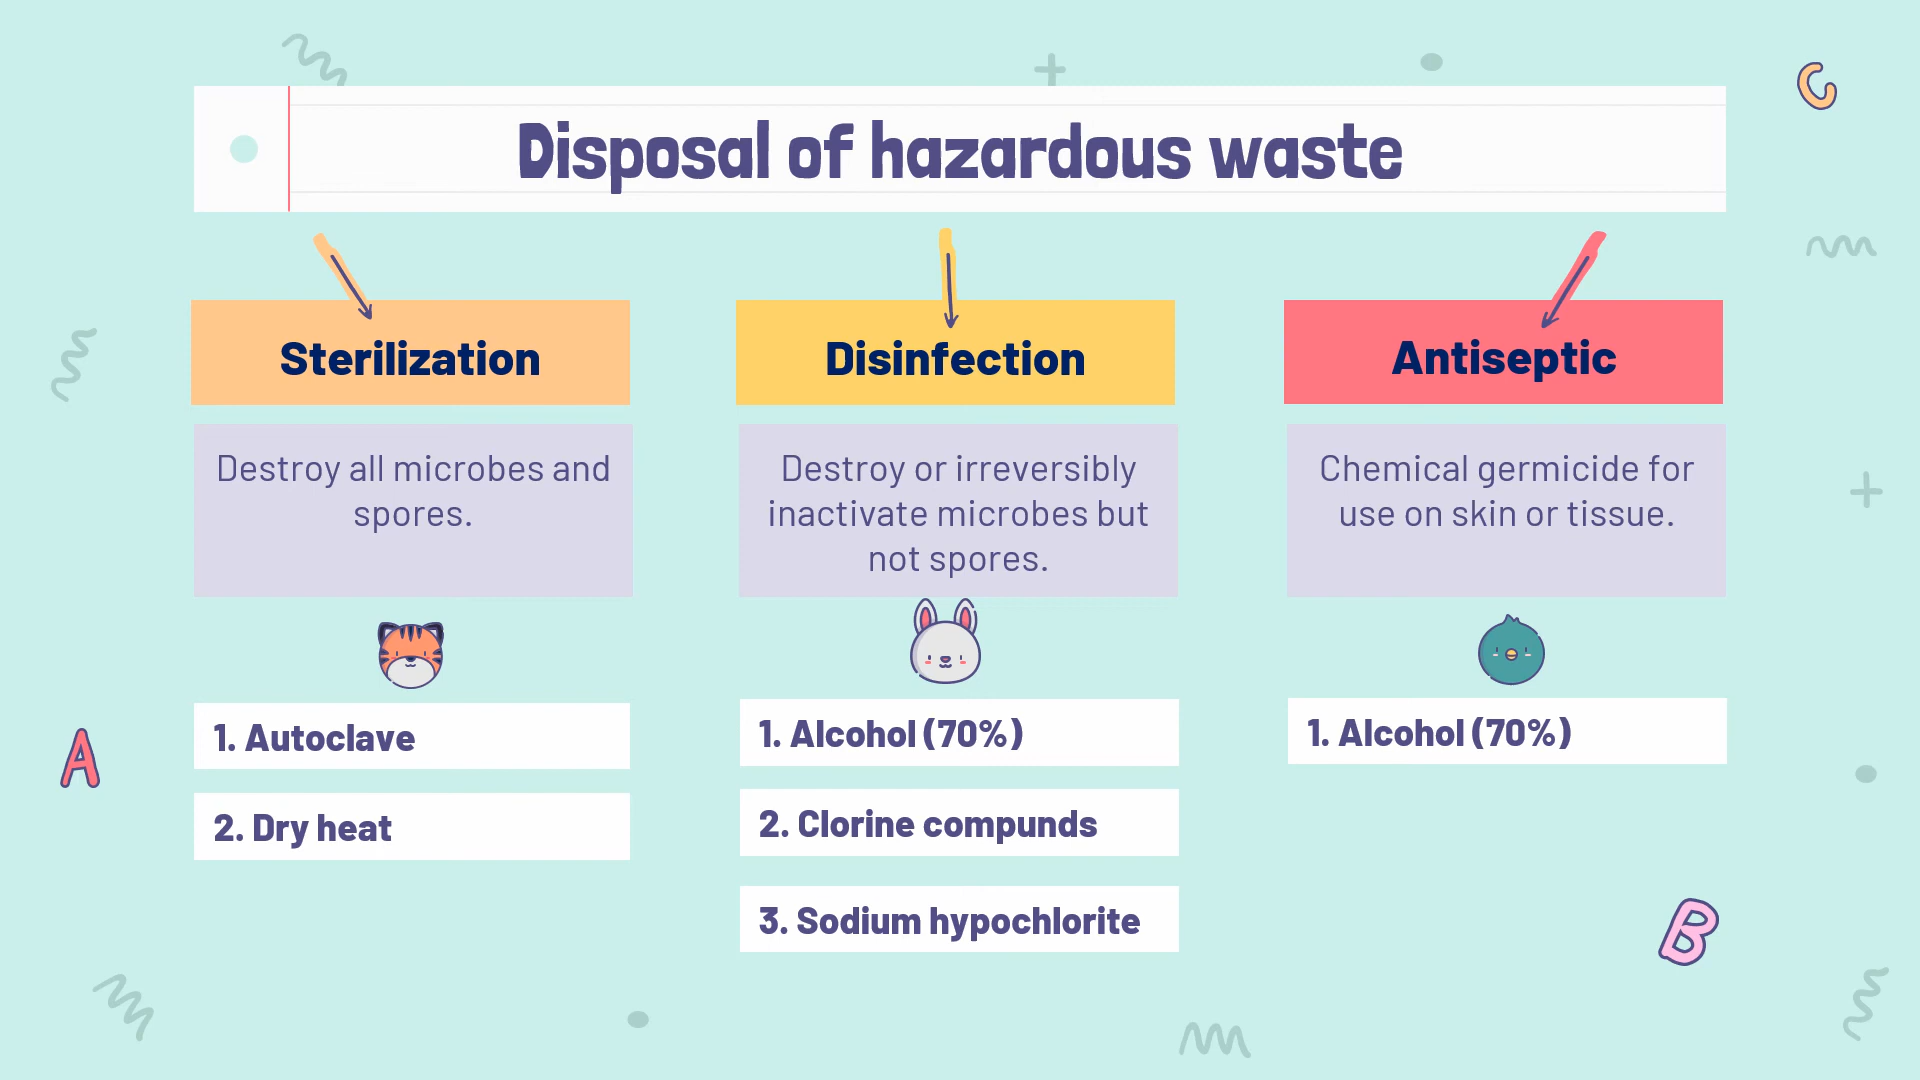 C
Disposal of hazardous waste
Sterilization
Destroy all microbes and
spores.
1. Autoclave
2. Dry heat
Disinfection
Destroy or irreversibly
inactivate microbes but
not spores.
1. Alcohol (70%)
2. Clorine compunds
3. Sodium hypochlorite
Antiseptic
Chemical germicide for
use on skin or tissue.
1. Alcohol (70%)
A
B